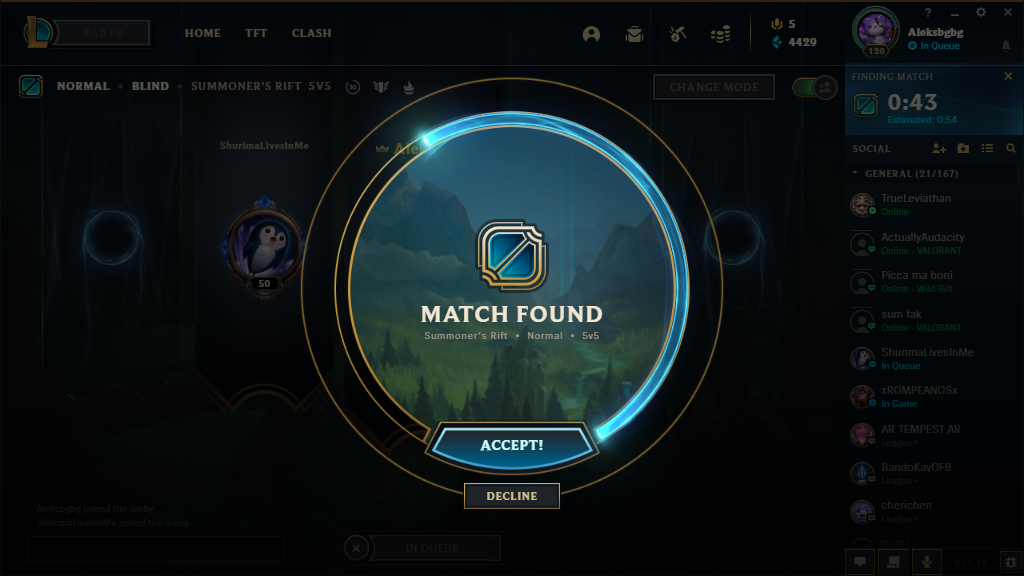 PARTY
HOME
TFT
CLASH
5
4429
120
?
Aleksbgbg
In Queue
NORMAL • BLIND • SUMMONER'S RIFT 5V5
30
CHANGE MODE
FINDING MATCH
0:43
Estimated: 0:54
ShurimaLivesInMe
50
MATCH FOUND
Summoner's Rift • Normal • 5v5
ACCEPT!
DECLINE
Aleksbgbg joined the lobby
ShurimaLivesInMe joined the lobby
IN QUEUE
SOCIAL
GENERAL (21/167)
TrueLeviathan
Online
ActuallyAudacity
Online - VALORANT
Picca ma boni
Online - Wild Rift
sum fak
Online - VALORANT
ShurimaLivesInMe
In Queue
xROMPEANOSx
In Game
AR TEMPEST AR
League+
BandoKayOFB
League+
cherichen
League+
V13.14